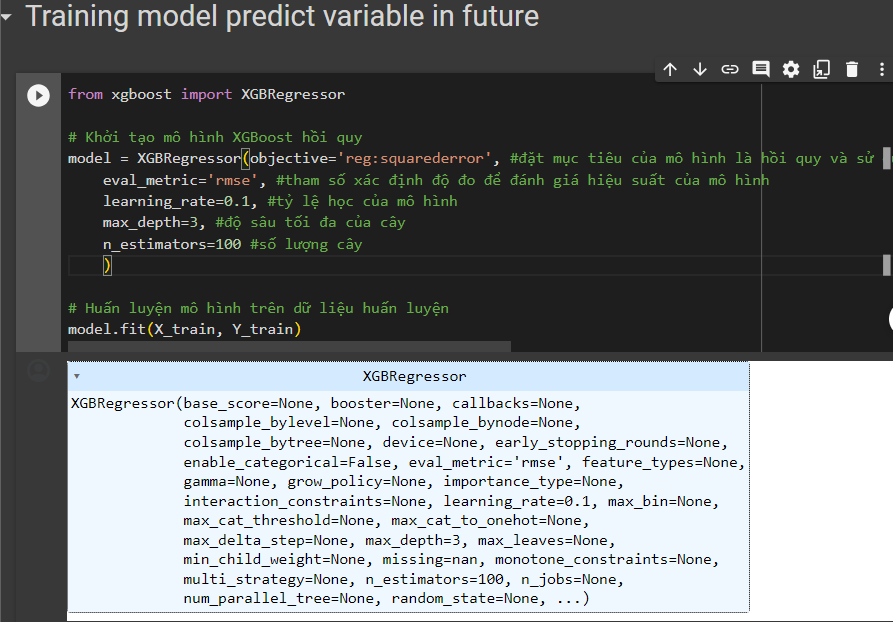 Training model predict variable in future
from xgboost import XGBRegressor
# Khởi tạo mô hình XGBoost hồi quy
model = XGBRegressor(objective='reg:squarederror', #đặt mục tiêu của mô hình là hồi quy và sử
eval_metric='rmse', #tham số xác định độ đo để đánh giá hiệu suất của mô hình
learning_rate=0.1, #tỷ lệ học của mô hình
max_depth=3, #độ sâu tối đa của cây
n_estimators=100 #số lượng cây
)
# Huấn luyện mô hình trên dữ liệu huấn luyện
model.fit(X_train, Y_train)
XGBRegressor
XGBRegressor(base_score=None, booster=None, callbacks=None,
colsample_bylevel=None, colsample_bynode=None,
colsample_bytree=None, device=None, early_stopping_rounds=None,
enable_categorical=False, eval_metric='rmse', feature_types=None,
gamma=None, grow_policy=None, importance_type=None,
interaction_constraints=None, learning_rate=0.1, max_bin=None,
max_cat_threshold=None, max_cat_to_onehot=None,
max_delta_step=None, max_depth=3, max_leaves=None,
min_child_weight=None, missing=nan, monotone_constraints=None,
multi_strategy=None, n_estimators=100, n_jobs=None,
num_parallel_tree=None, random_state=None, ...)